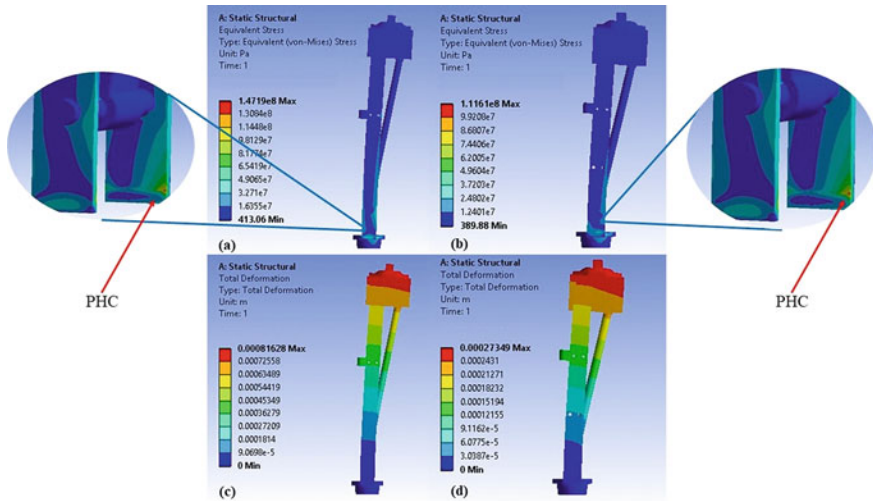 A: Static Structural
Equivalent Stress
Type: Equivalent (von-Mises) Stress
Unit: Pa
Time: 1
1.4719e8 Max
1.3084e8
1.1448e8
9.8129e7
8.1774e7
6.5419e7
4.9065e7
3.271e7
1.6355e7
413.06 Min
(a)
A: Static Structural
Equivalent Stress
Type: Equivalent (von-Mises) Stress
Unit: Pa
Time: 1
1.1161e8 Max
9.9208e7
8.6807e7
7.4406e7
6.2005e7
4.9604e7
3.7203e7
2.4802e7
1.2401e7
389.88 Min
(b)
PHC
PHC
A: Static Structural
Total Deformation
Type: Total Deformation
Unit: m
Time: 1
0.00081628 Max
0.00072558
0.00063489
0.00054419
0.00045349
0.00036279
0.00027209
0.0001814
9.0698e-5
0 Min
(c)
A: Static Structural
Total Deformation
Type: Total Deformation
Unit: m
Time: 1
0.00027349 Max
0.0002431
0.00021271
0.00018232
0.00015194
0.00012155
9.1162e-5
6.0775e-5
3.0387e-5
0 Min
(d)